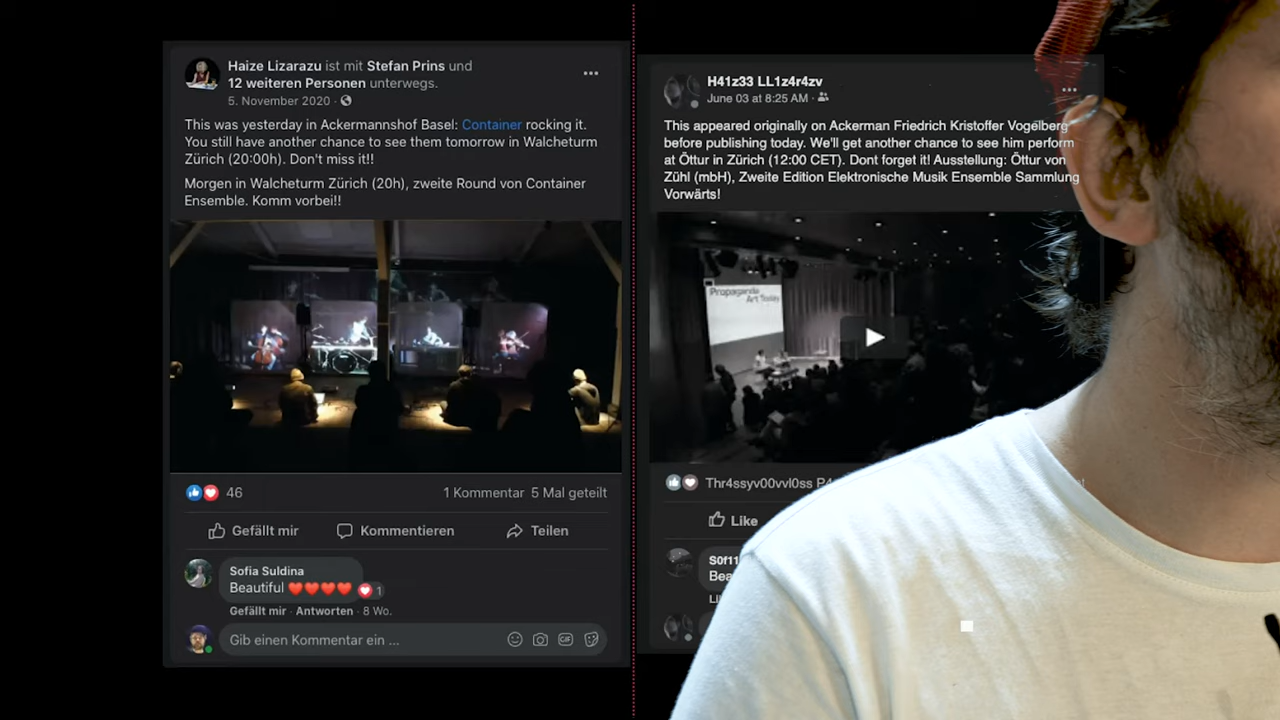 Haize Lizarazu ist mit Stefan Prins und
12 weiteren Personen unterwegs.
5. November 2020 ·
This was yesterday in Ackermannshof Basel: Container rocking it.
You still have another chance to see them tomorrow in Walcheturm
Zürich (20:00h). Don't miss it!!
Morgen in Walcheturm Zürich (20h), zweite Round von Container
Ensemble. Komm vorbei!!
46
1 Kommentar 5 Mal geteilt
Gefällt mir
Kommentieren
Teilen
Sofia Suldina
Beautiful ❤️❤️❤️❤️
1
Gefällt mir · Antworten · 8 Wo.
Gib einen Kommentar ein ...
GIF
H41z33 LL1z4r4zv
June 03 at 8:25 AM ·
This appeared originally on Ackerman Friedrich Kristoffer Vogelberg
before publishing today. We'll get another chance to see him perform
at Öttur in Zürich (12:00 CET). Dont forget it! Ausstellung: Öttur von
Zühl (mbH), Zweite Edition Elektronische Musik Ensemble Sammlung
Vorwärts!
Propaganda
Art Today
Thr4ssyv00vvl0ss
Like